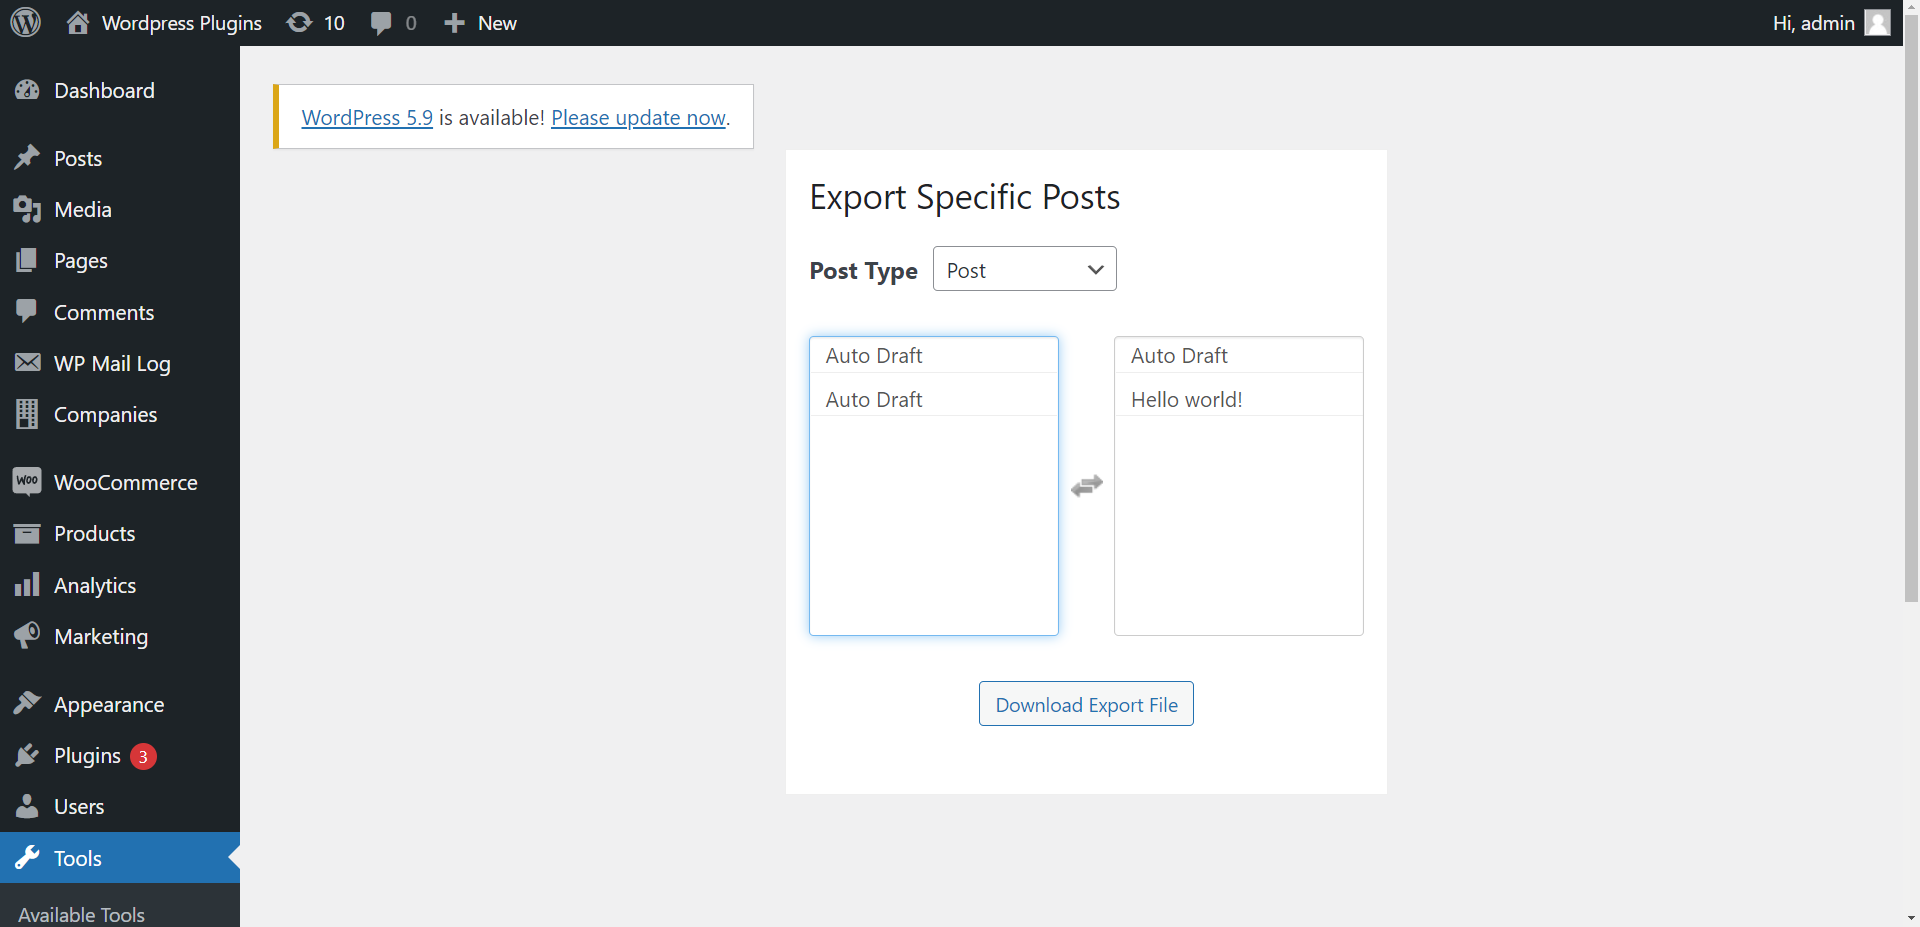 Wordpress Plugins 10 0 New Hi, admin
Dashboard
Posts
Media
Pages
Comments
WP Mail Log
Companies
Woo WooCommerce
Products
Analytics
Marketing
Appearance
Plugins 3
Users
Tools
Available Tools
WordPress 5.9 is available! Please update now.
Export Specific Posts
Post Type Post
Auto Draft
Auto Draft
Auto Draft
Hello world!
Download Export File